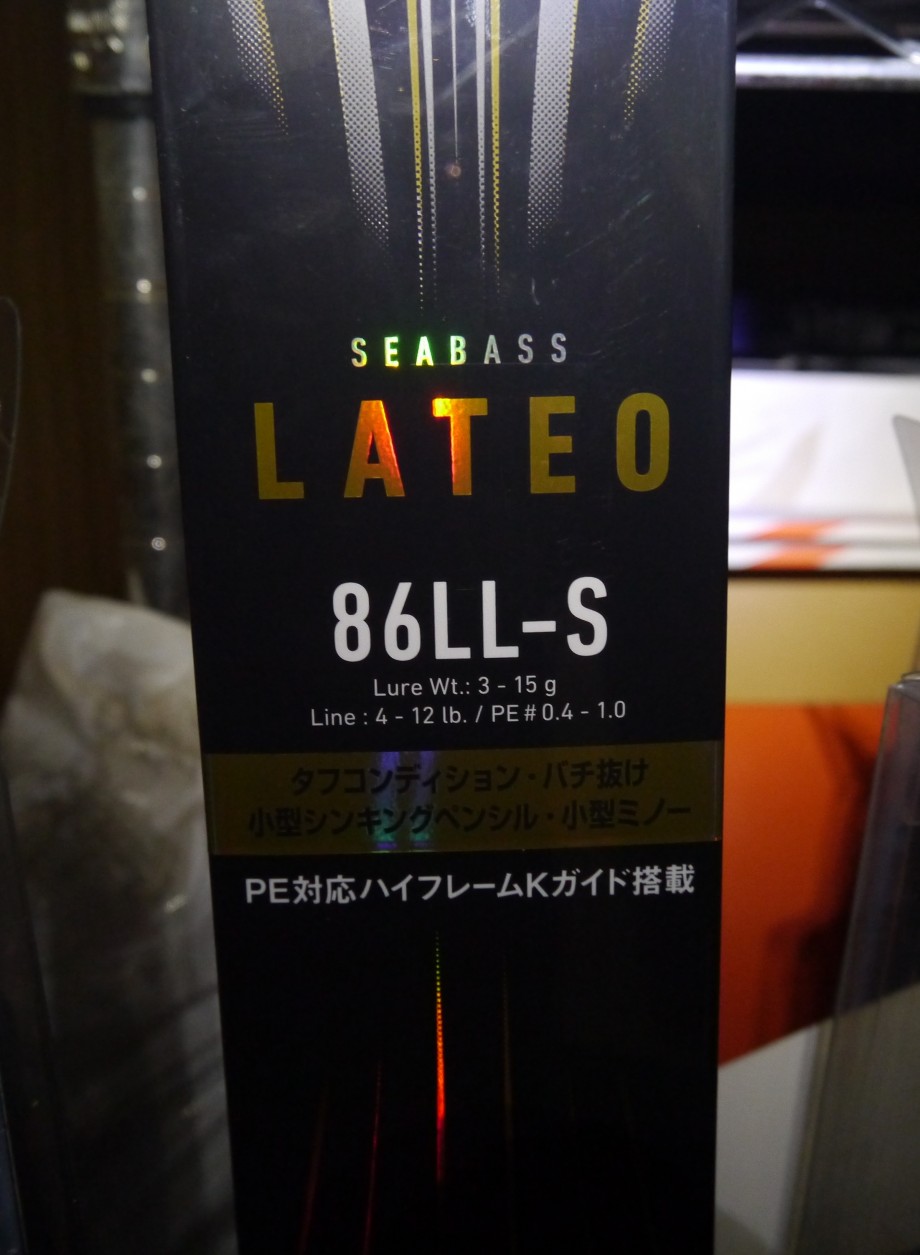 SEABASS
LATEO
86LL-S
Lure Wt.: 3 - 15 g
Line : 4 - 12 lb. / PE # 0.4 - 1.0
タフコンディション・バチ抜け
小型シンキングペンシル・小型ミノー
PE対応ハイフレームKガイド搭載